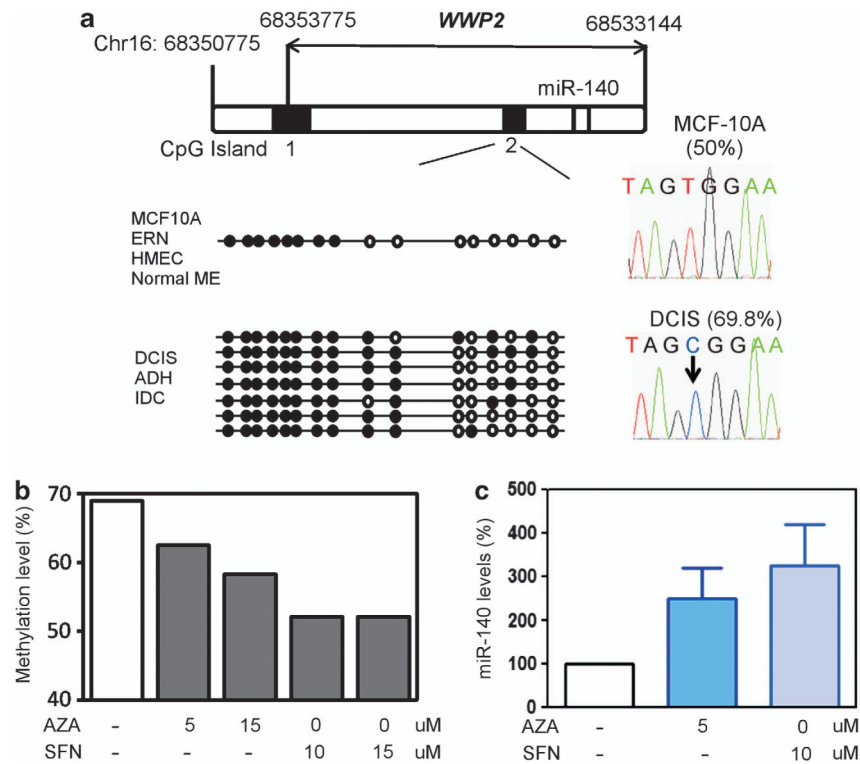 a
68353775 WWP2 68533144
Chr16: 68350775
miR-140
CpG Island 1 2
MCF-10A
(50%)
TAGTGGAA
MCF10A
ERN
HMEC
Normal ME
DCIS (69.8%)
TAGCGGAA
DCIS
ADH
IDC
b
Methylation level (%)
70
60
50
40
AZA - 5 15 0 0 uM
SFN - - - 10 15 uM
c
miR-140 levels (%)
500
400
300
200
100
0
AZA - 5 0 uM
SFN - - 10 uM